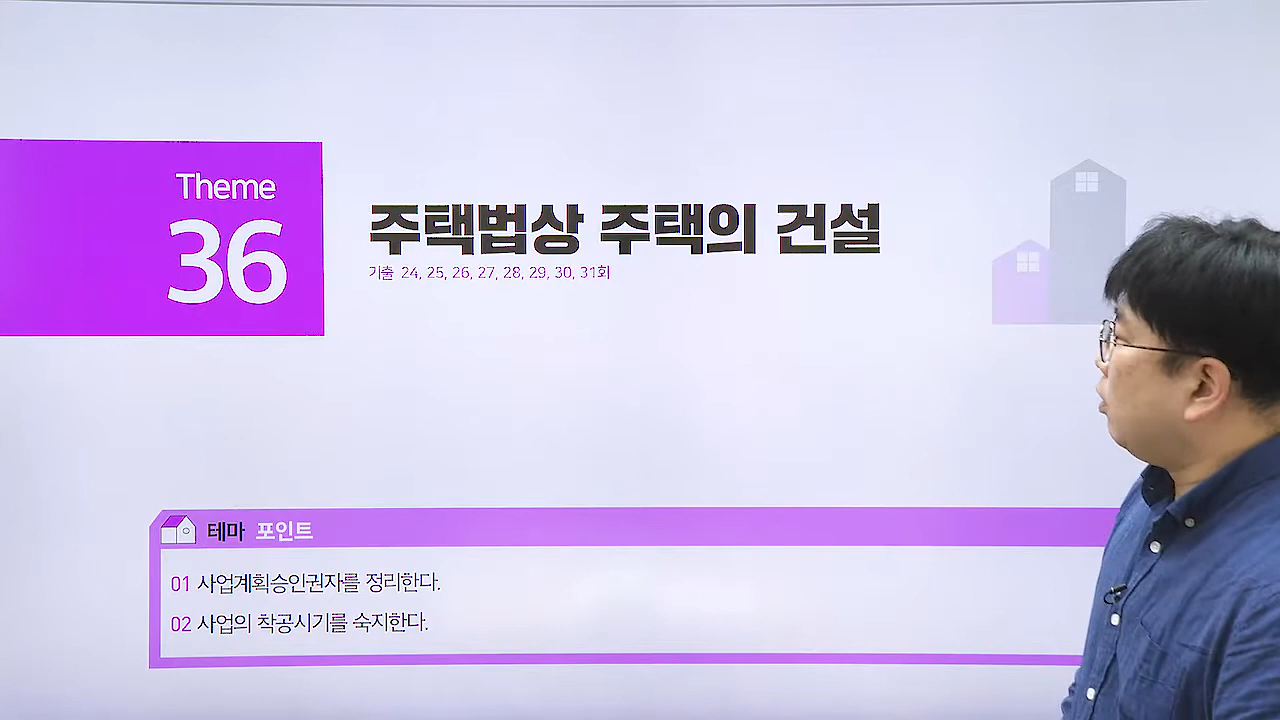 Theme
36
주택법상 주택의 건설
기출 24, 25, 26, 27, 28, 29, 30, 31회
테마 포인트
01 사업계획승인권자를 정리한다.
02 사업의 착공시기를 숙지한다.